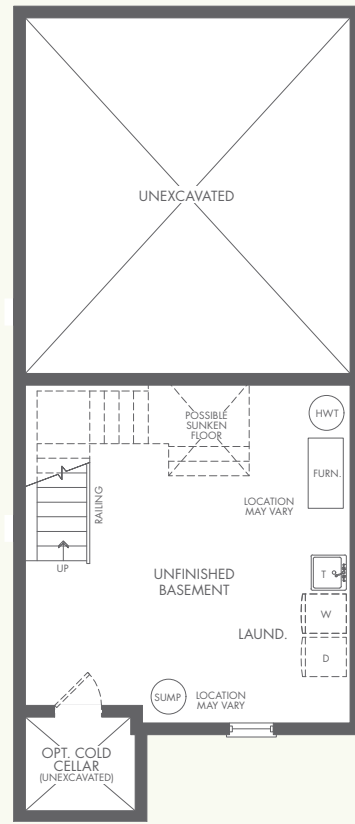 UNEXCAVATED
POSSIBLE
SUNKEN
FLOOR
HWT
FURN.
LOCATION
MAY VARY
RAILING
UP
UNFINISHED
BASEMENT
T
W
LAUND.
D
SUMP
LOCATION
MAY VARY
OPT. COLD
CELLAR
(UNEXCAVATED)